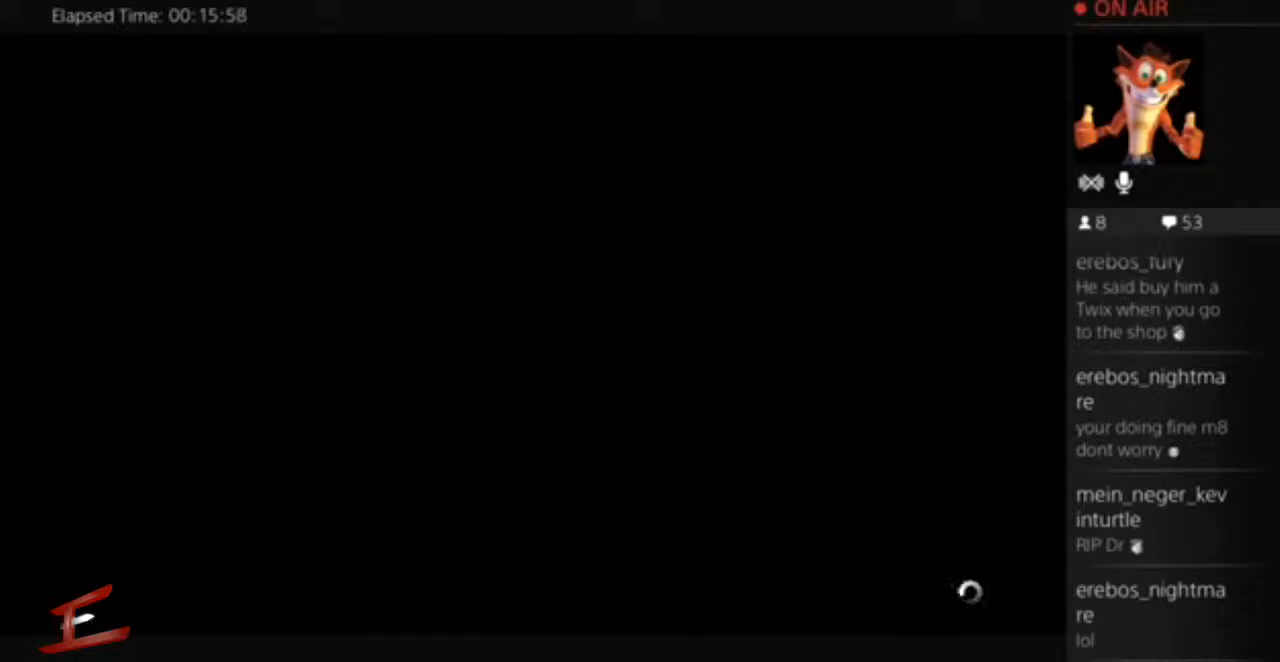 Elapsed Time: 00:15:58
ON AIR
8 53
erebos_fury
He said buy him a
Twix when you go
to the shop
erebos_nightma
re
your doing fine m8
dont worry
mein_neger_kev
inturtle
RIP Dr
erebos_nightma
re
lol
E